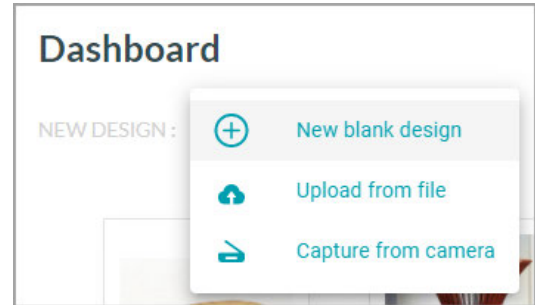 Dashboard
NEW DESIGN :
New blank design
Upload from file
Capture from camera